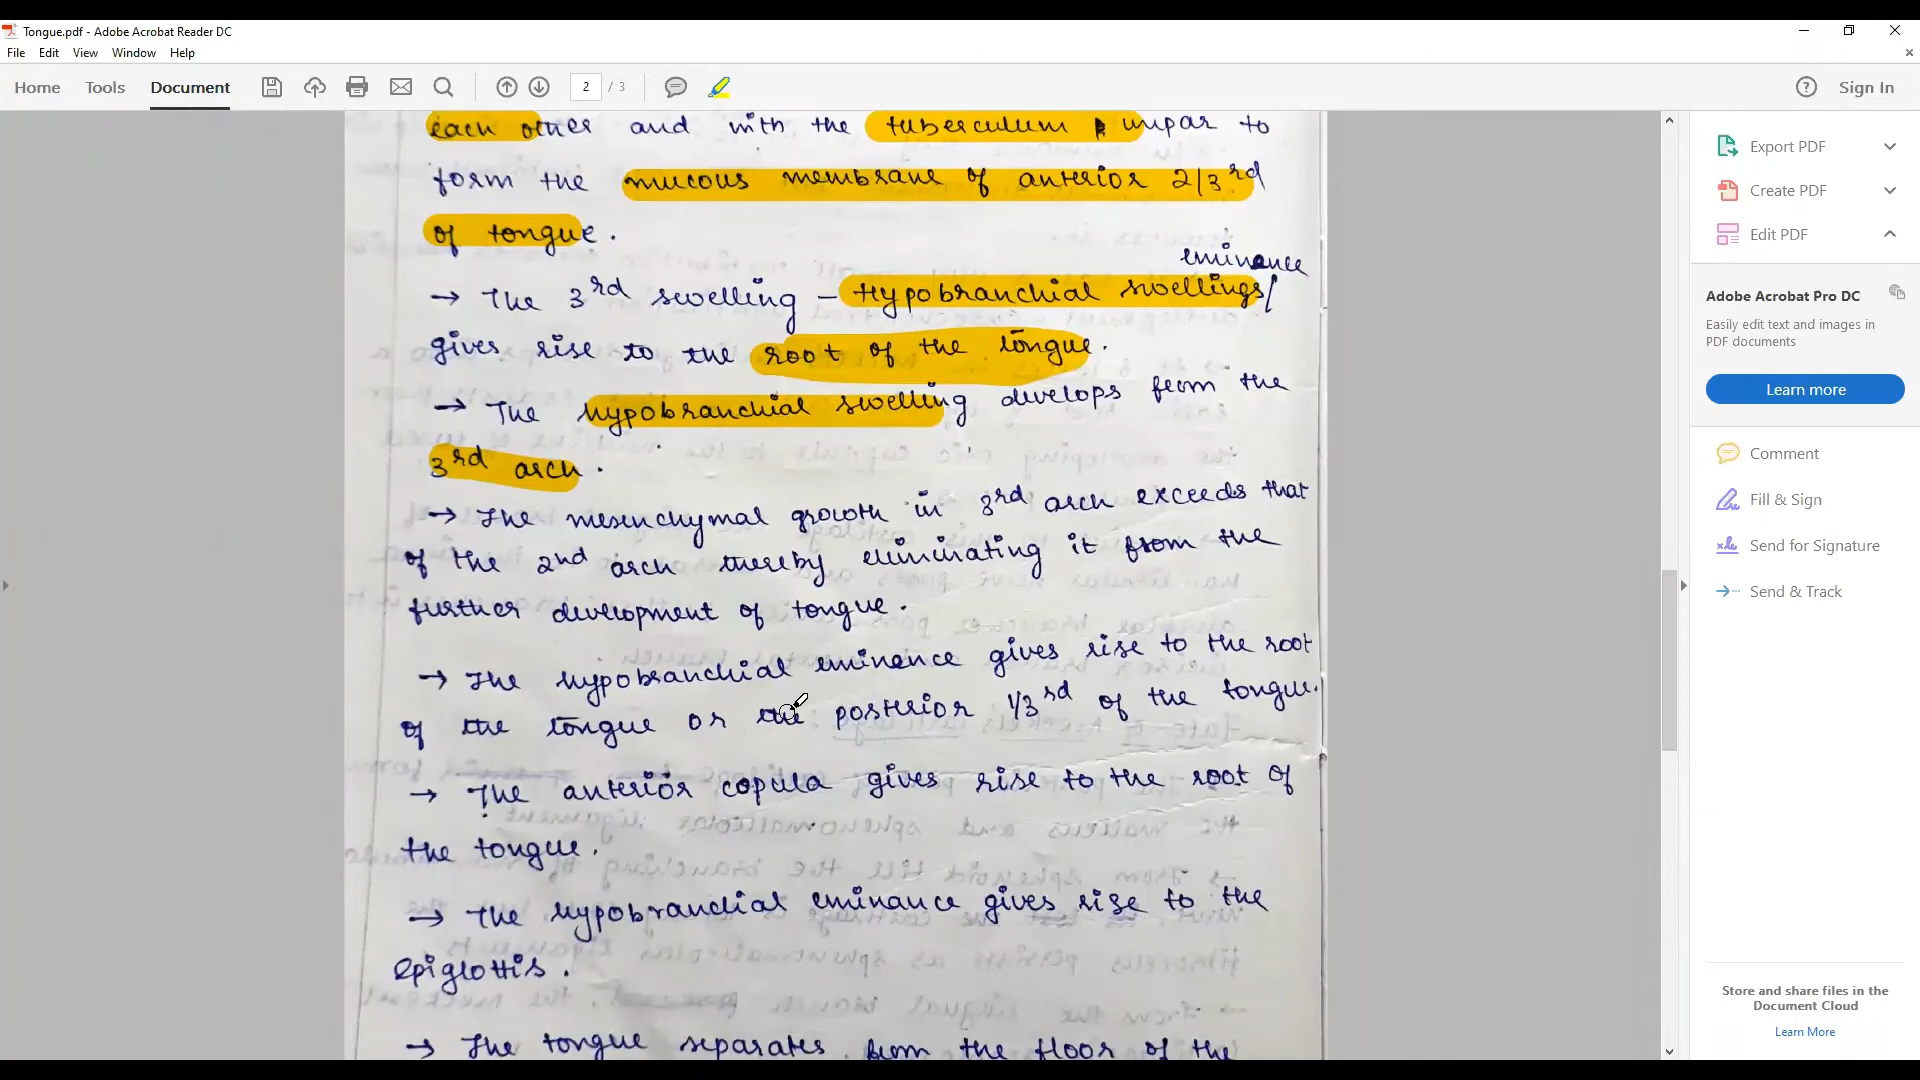 Tongue.pdf - Adobe Acrobat Reader DC
File Edit View Window Help
Home Tools Document 2 / 3 Sign In
each other and with the tuberculum impar to
form the mucous membrane of anterior 2/3rd
of tongue.
eminence
→ The 3rd swelling - Hypobranchial swellings/
gives rise to the root of the tongue.
→ The hypobranchial swelling develops from the
3rd arch.
→ The mesenchymal growth in 3rd arch exceeds that
of the 2nd arch thereby eliminating it from the
further development of tongue.
→ The hypobranchial eminence gives rise to the root
of the tongue or the posterior 1/3rd of the tongue.
→ The anterior copula gives rise to the root of
the tongue.
→ The hypobranchial eminance gives rise to the
epiglottis.
→ The tongue separates from the floor of the
Export PDF
Create PDF
Edit PDF
Adobe Acrobat Pro DC
Easily edit text and images in
PDF documents
Learn more
Comment
Fill & Sign
Send for Signature
Send & Track
Store and share files in the
Document Cloud
Learn More